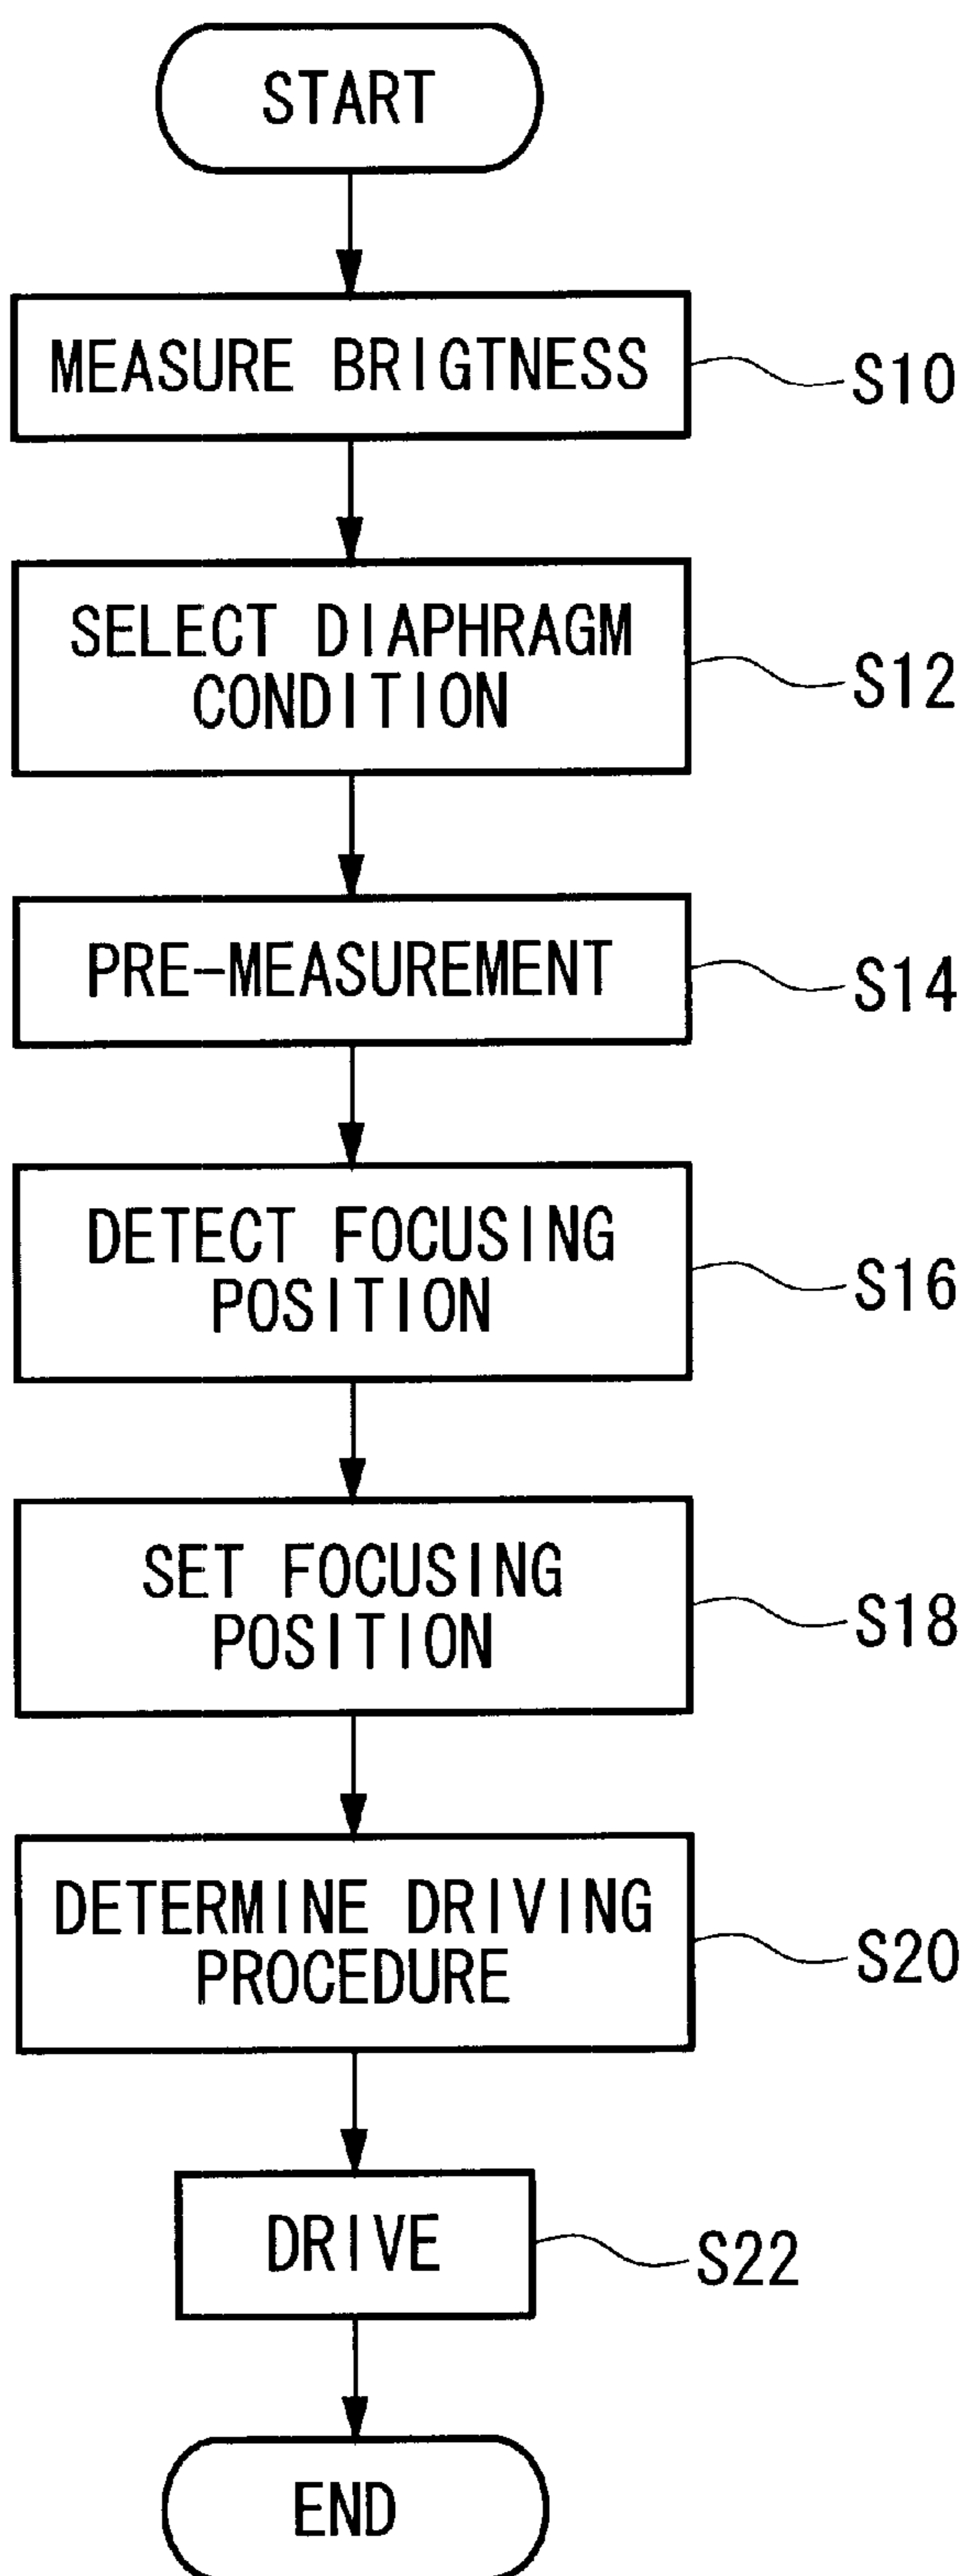 START
MEASURE BRIGTNESS
S10
SELECT DIAPHRAGM
CONDITION
S12
PRE-MEASUREMENT
S14
DETECT FOCUSING
POSITION
S16
SET FOCUSING
POSITION
S18
DETERMINE DRIVING
PROCEDURE
S20
DRIVE
S22
END